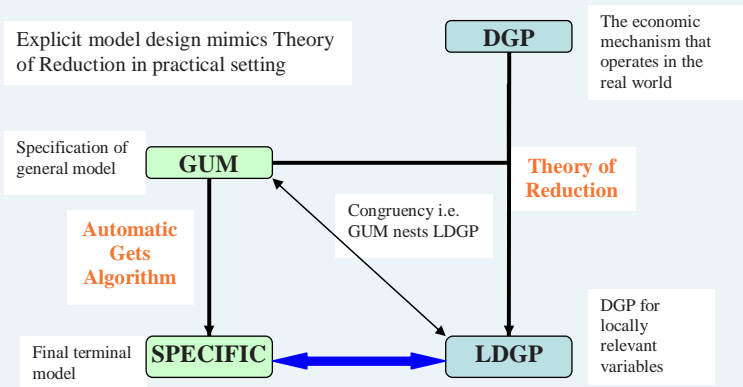 Explicit model design mimics Theory
of Reduction in practical setting
DGP
The economic
mechanism that
operates in the
real world
Specification of
general model
GUM
Theory of
Reduction
Automatic
Gets
Algorithm
Congruency i.e.
GUM nests LDGP
Final terminal
model
SPECIFIC
LDGP
DGP for
locally
relevant
variables